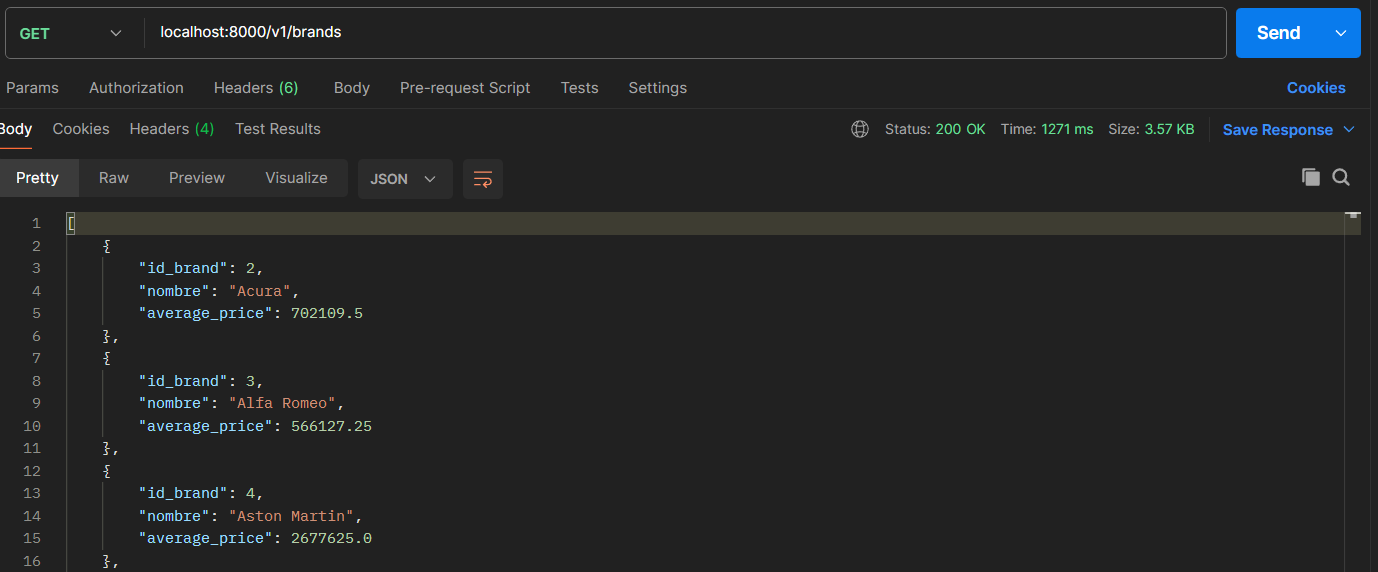 GET localhost:8000/v1/brands Send
Params Authorization Headers (6) Body Pre-request Script Tests Settings Cookies
Body Cookies Headers (4) Test Results Status: 200 OK Time: 1271 ms Size: 3.57 KB Save Response
Pretty Raw Preview Visualize JSON
1 [
2 {
3 "id_brand": 2,
4 "nombre": "Acura",
5 "average_price": 702109.5
6 },
7 {
8 "id_brand": 3,
9 "nombre": "Alfa Romeo",
10 "average_price": 566127.25
11 },
12 {
13 "id_brand": 4,
14 "nombre": "Aston Martin",
15 "average_price": 2677625.0
16 },